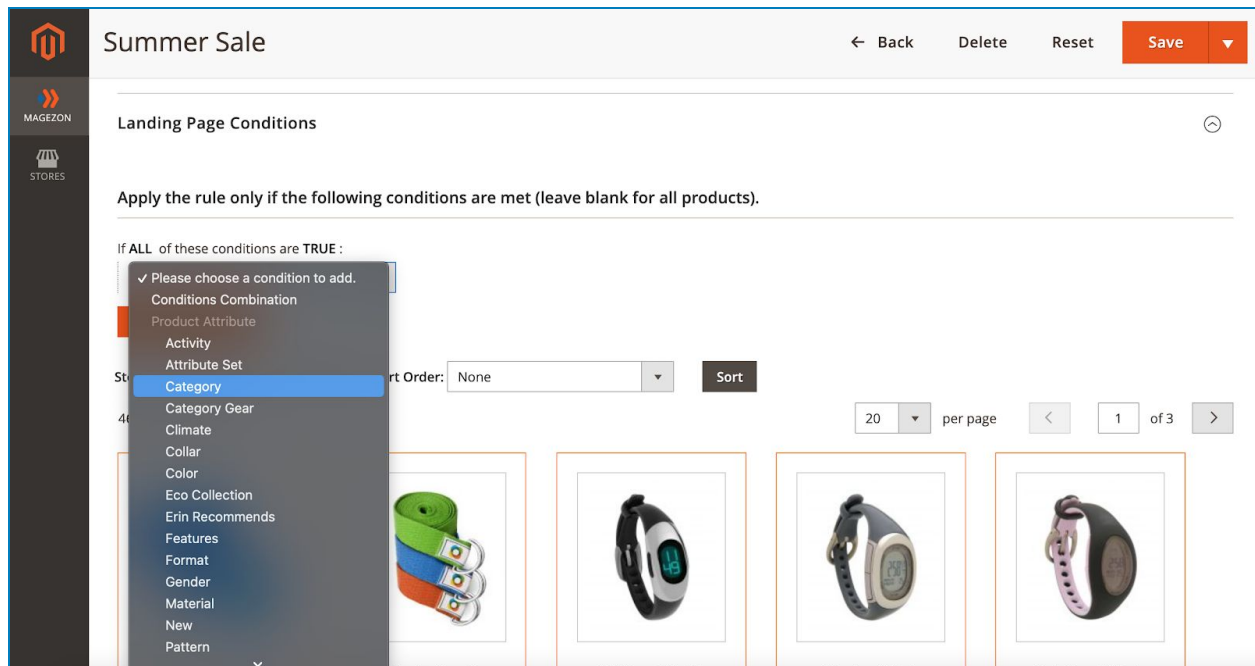 Summer Sale
← Back Delete Reset Save
MAGEZON
Landing Page Conditions
STORES
Apply the rule only if the following conditions are met (leave blank for all products).
If ALL of these conditions are TRUE :
✓ Please choose a condition to add.
Conditions Combination
Product Attribute
Activity
Attribute Set
Category
Category Gear
Climate
Collar
Color
Eco Collection
Erin Recommends
Features
Format
Gender
Material
New
Pattern
Order: None Sort
20 per page 1 of 3